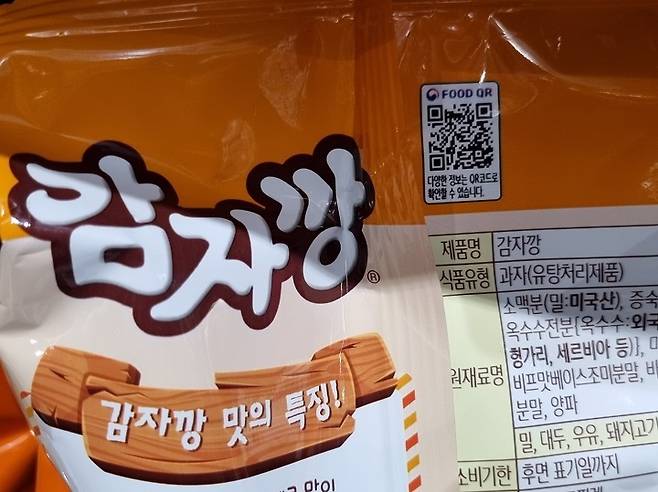 감자깡
®
감자깡 맛의 특징!
FOOD QR
다양한 정보는 QR코드로
확인할 수 있습니다.
제품명 감자깡
식품유형 과자(유탕처리제품)
소맥분(밀:미국산),
옥수수전분{옥수수:외국
헝가리, 세르비아 등)},
원재료명
비프맛베이스조미분말,
분말, 양파
밀, 대두, 우유, 돼지고기
소비기한 후면 표기일까지